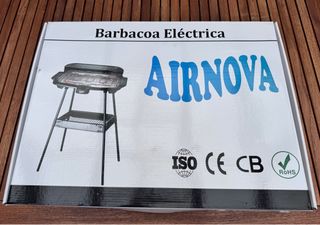 Barbacoa Eléctrica
AIRNOVA
ISO CE CB RoHS